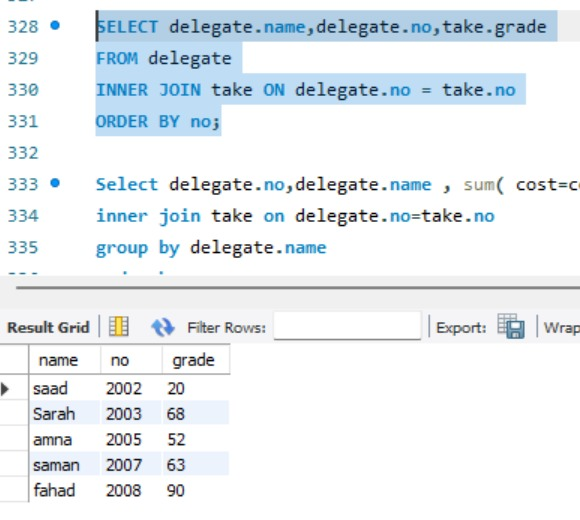 328 SELECT delegate.name,delegate.no,take.grade
329 FROM delegate
330 INNER JOIN take ON delegate.no = take.no
331 ORDER BY no;
332
333 Select delegate.no,delegate.name , sum( cost=c
334 inner join take on delegate.no=take.no
335 group by delegate.name
Result Grid Filter Rows: Export: Wrap
name no grade
saad 2002 20
Sarah 2003 68
amna 2005 52
saman 2007 63
fahad 2008 90